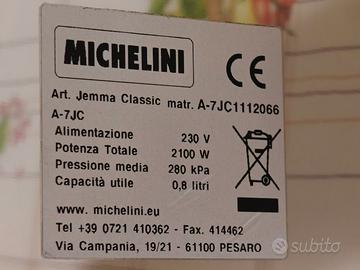 MICHELINI
CE
Art. Jemma Classic matr. A-7JC1112066
A-7JC
Alimentazione 230 V
Potenza Totale 2100 W
Pressione media 280 kPa
Capacità utile 0,8 litri
www. michelini.eu
Tel +39 0721 410362 - Fax. 414462
Via Campania, 19/21 - 61100 PESARO
subito